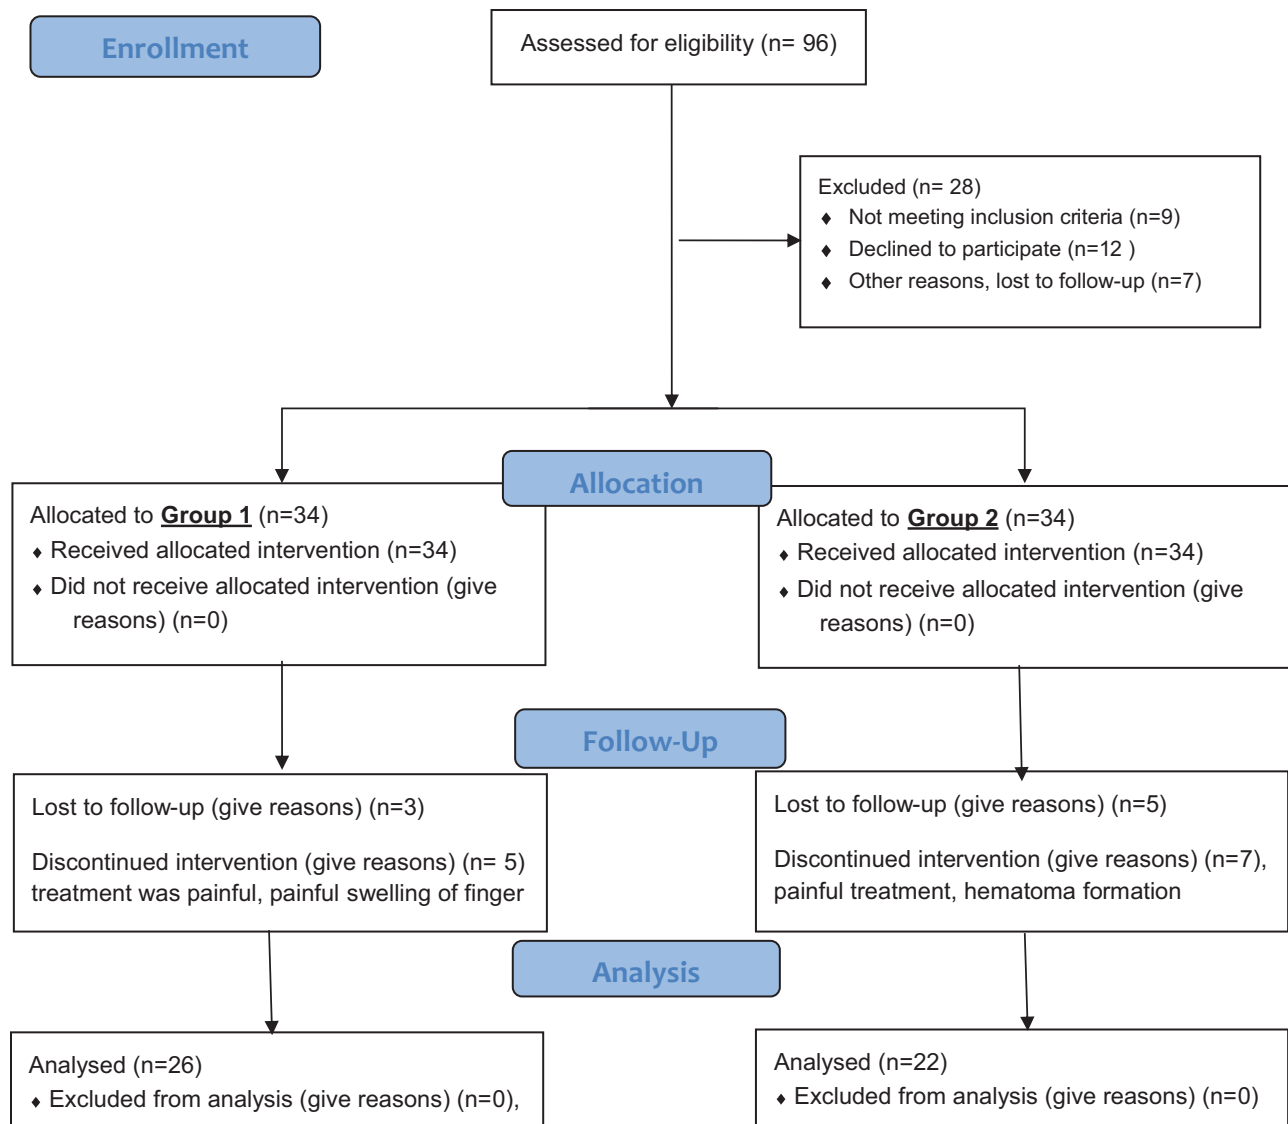 Enrollment
Assessed for eligibility (n= 96)
Excluded (n= 28)
♦ Not meeting inclusion criteria (n=9)
♦ Declined to participate (n=12 )
♦ Other reasons, lost to follow-up (n=7)
Allocation
Allocated to Group 1 (n=34)
♦ Received allocated intervention (n=34)
♦ Did not receive allocated intervention (give
reasons) (n=0)
Allocated to Group 2 (n=34)
♦ Received allocated intervention (n=34)
♦ Did not receive allocated intervention (give
reasons) (n=0)
Follow-Up
Lost to follow-up (give reasons) (n=3)
Discontinued intervention (give reasons) (n= 5)
treatment was painful, painful swelling of finger
Lost to follow-up (give reasons) (n=5)
Discontinued intervention (give reasons) (n=7),
painful treatment, hematoma formation
Analysis
Analysed (n=26)
♦ Excluded from analysis (give reasons) (n=0),
Analysed (n=22)
♦ Excluded from analysis (give reasons) (n=0)